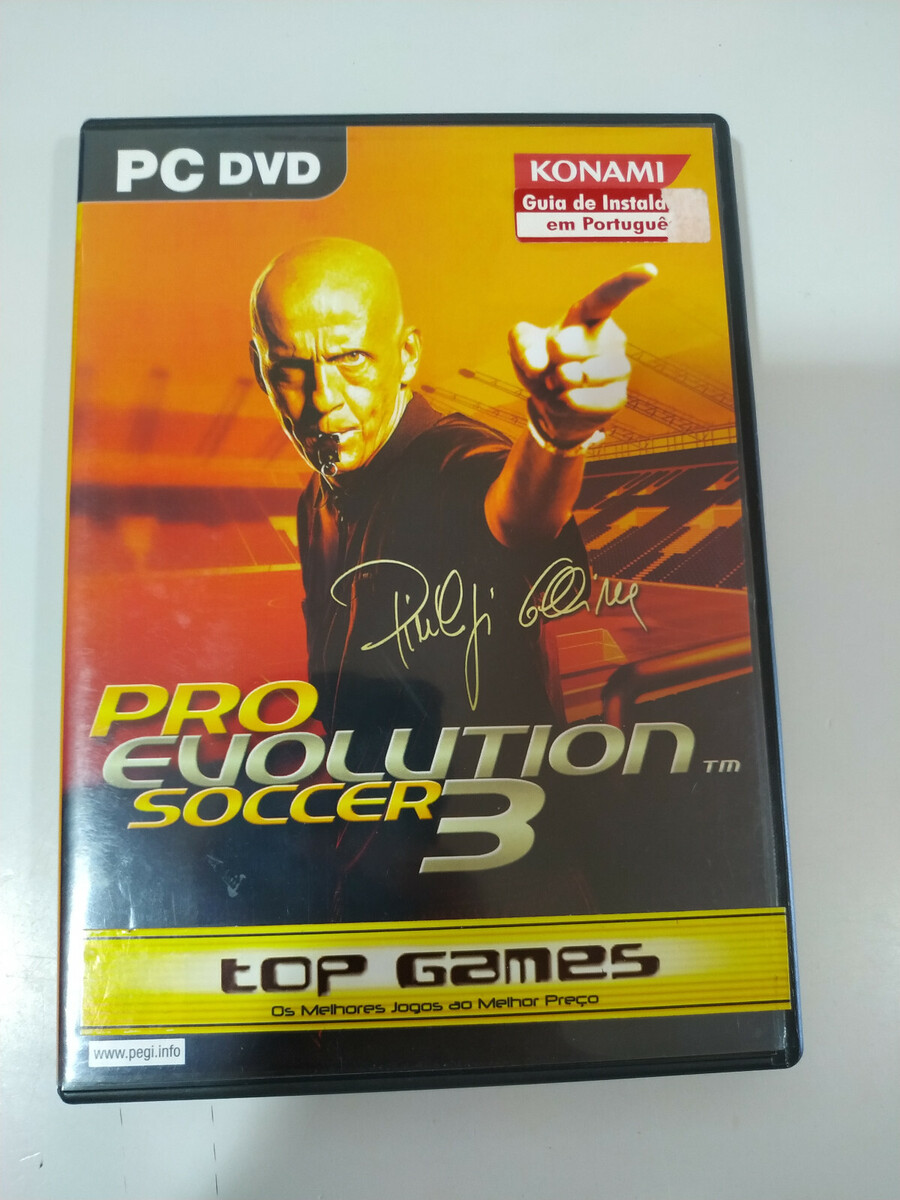 PC DVD
KONAMI
Guia de
em Portuguê
PRO
EVOLUTION TM
SOCCER 3
TOP GAMES
Os Melhores Jogos ao Melhor Preço
www.pegi.info